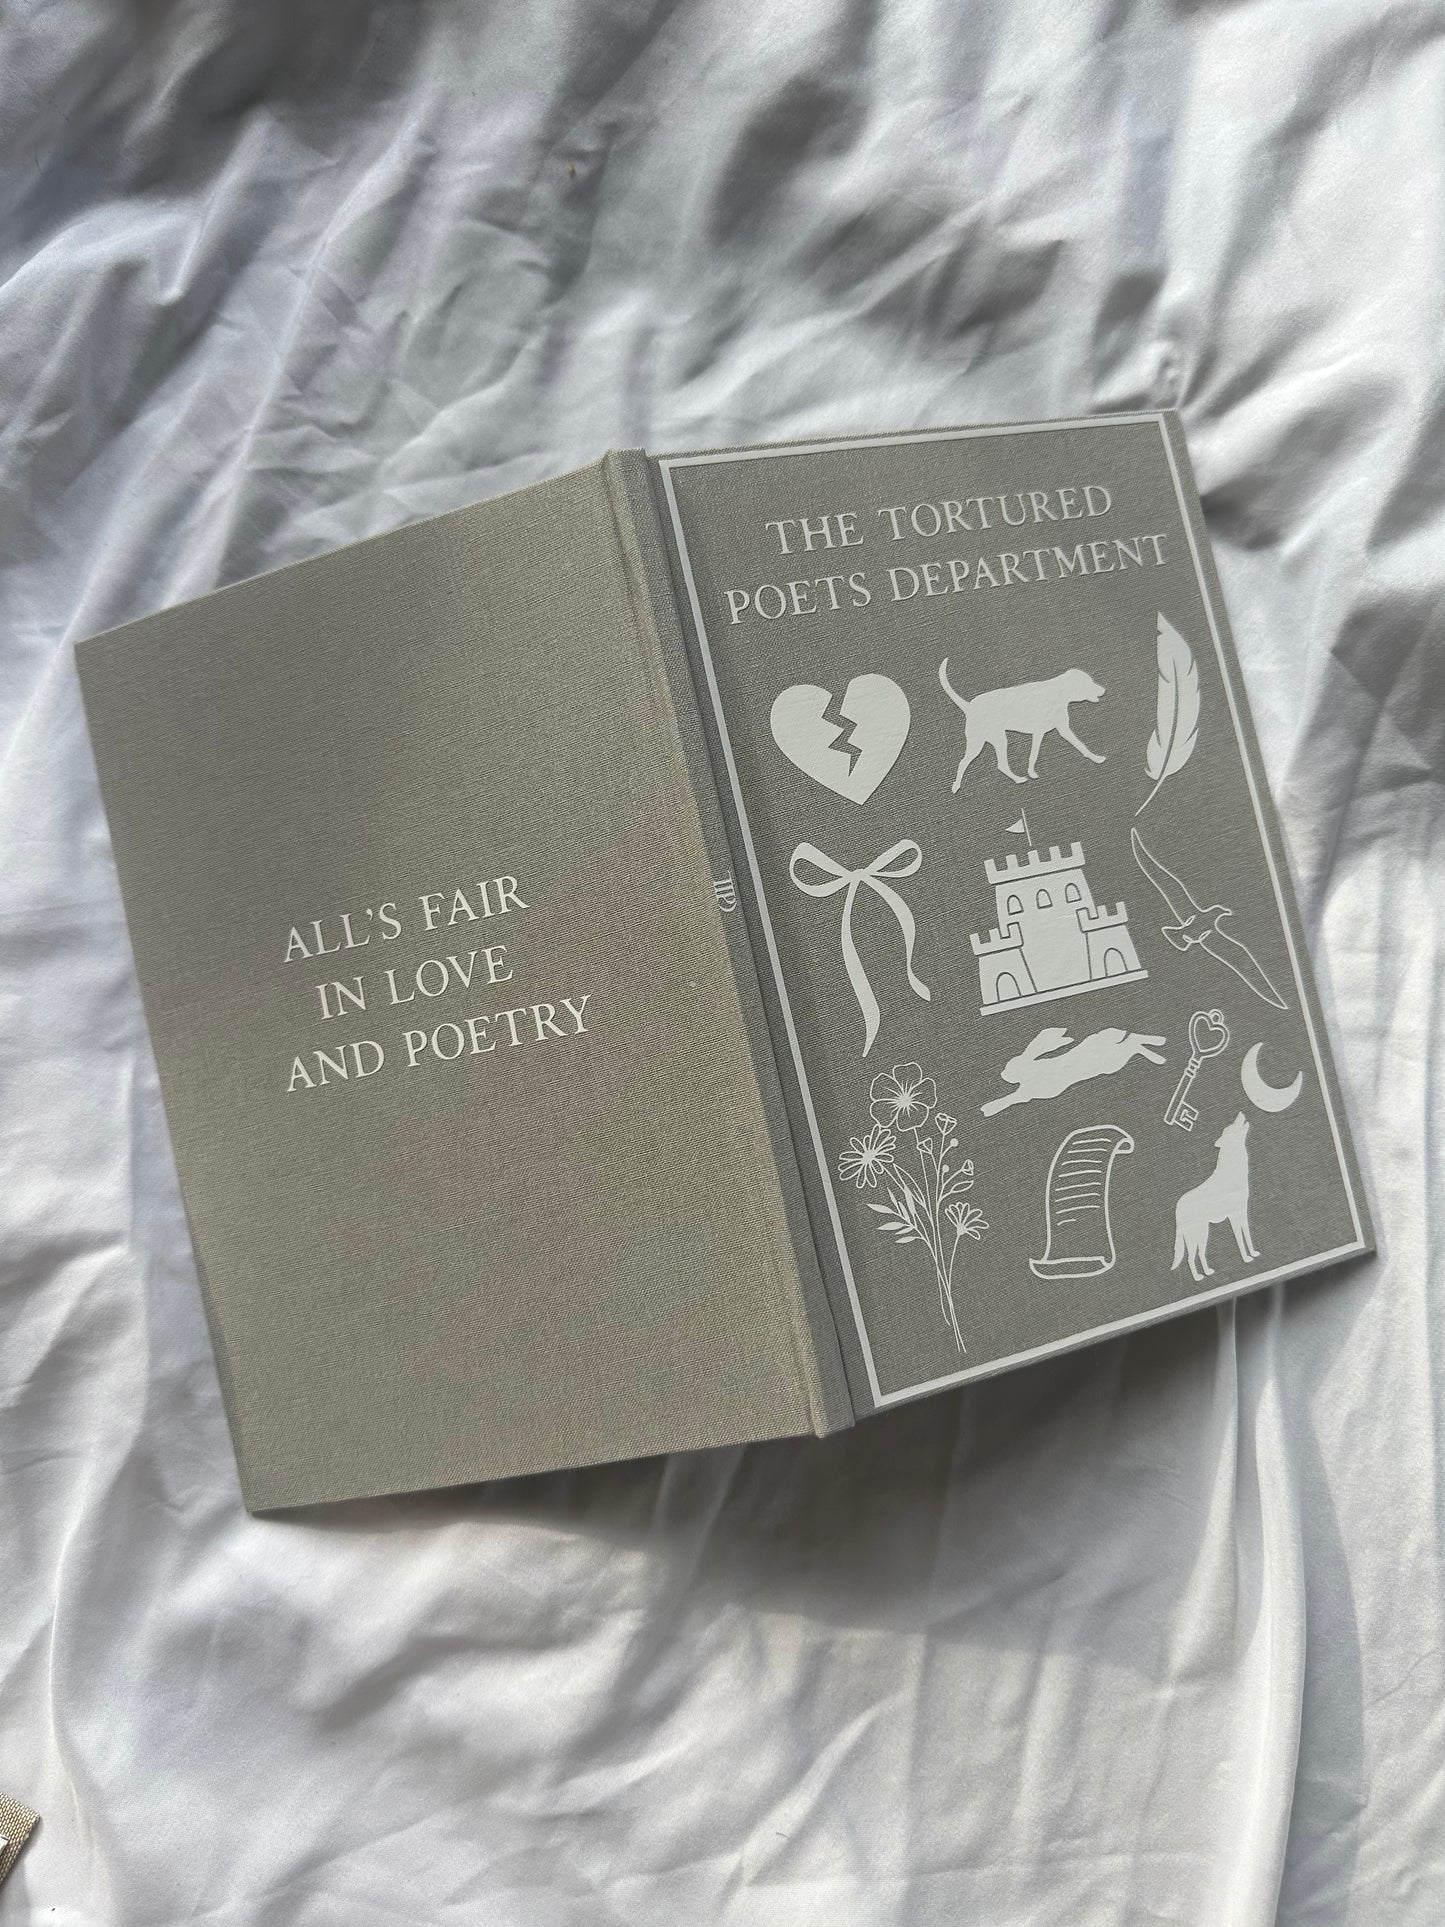 THE TORTURED
POETS DEPARTMENT
ALL'S FAIR
IN LOVE
AND POETRY